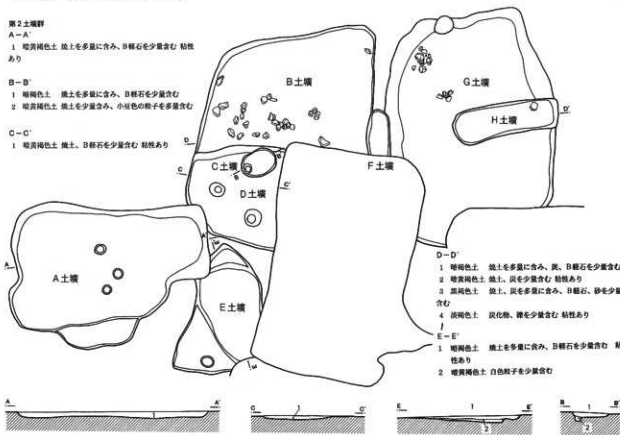 第2土壙群
A－A′
1 暗黄褐色土 焼土を多量に含み、B軽石を少量含む 粘性
あり
B－B′
1 暗褐色土 焼土を多量に含み、B軽石を少量含む
2 暗黄褐色土 焼土を少量含み、小豆色の粒子を多量含む
C－C′
1 暗黄褐色土 焼土、B軽石を少量含む 粘性あり
B土壙
G土壙
H土壙
D′
D
C
C土壙
B′
B
F土壙
C′
D土壙
A
A土壙
A′
E′
E土壙
E
D－D′
1 暗褐色土 焼土を多量に含み、炭、B軽石を少量含む
2 暗黄褐色土 焼土、炭を少量含む 粘性あり
3 黒褐色土 焼土、炭を多量に含み、B軽石、砂を少量
含む
4 淡褐色土 炭化物、礫を少量含む 粘性あり
E－E′
1 暗褐色土 焼土を多量に含み、B軽石を少量含む 粘
性あり
2 暗黄褐色土 白色粒子を少量含む
A 1 A′
C 1 C′
E 1 2 E′
B 1 2 B′